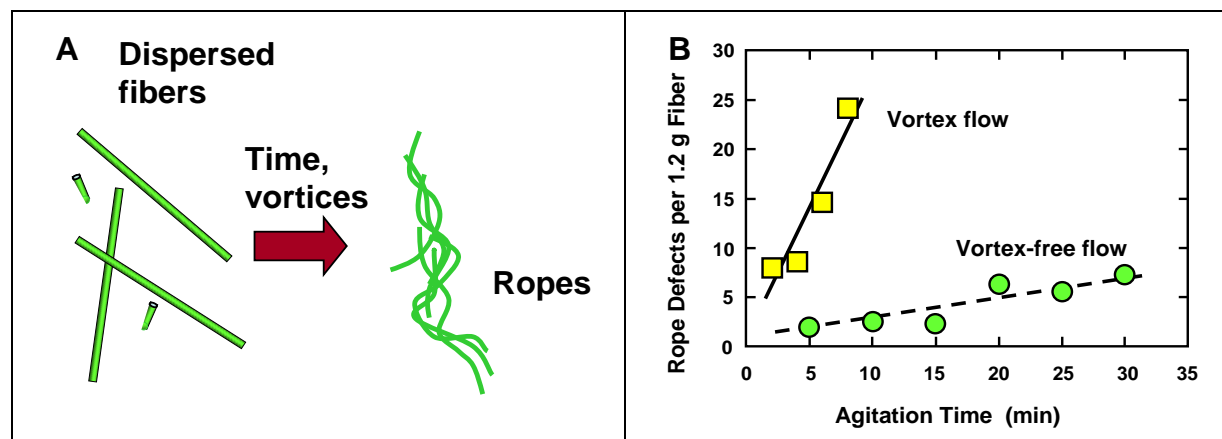 A
Dispersed
fibers
Time,
vortices
Ropes
B
Rope Defects per 1.2 g Fiber
30
25
20
15
10
5
0
Vortex flow
Vortex-free flow
0 5 10 15 20 25 30 35
Agitation Time (min)